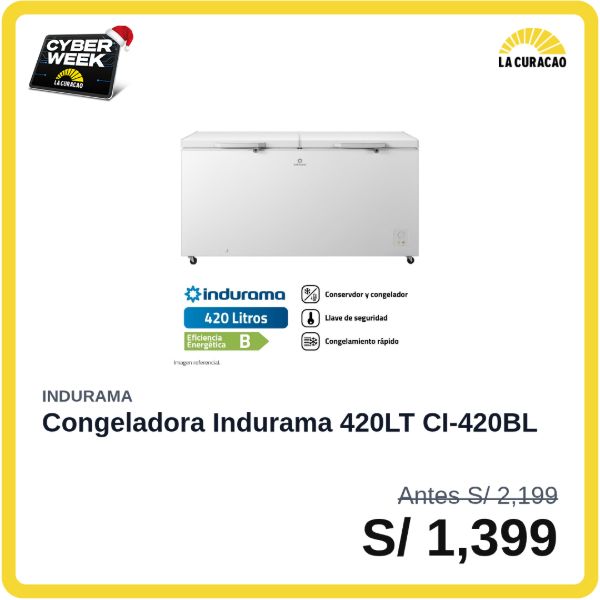 CYBER
WEEK
LA CURACAO
LA CURACAO
indurama
420 Litros
Eficiencia
Energética
B
Conservdor y congelador
Llave de seguridad
Congelamiento rápido
Imagen referencial.
INDURAMA
Congeladora Indurama 420LT CI-420BL
Antes S/ 2,199
S/ 1,399